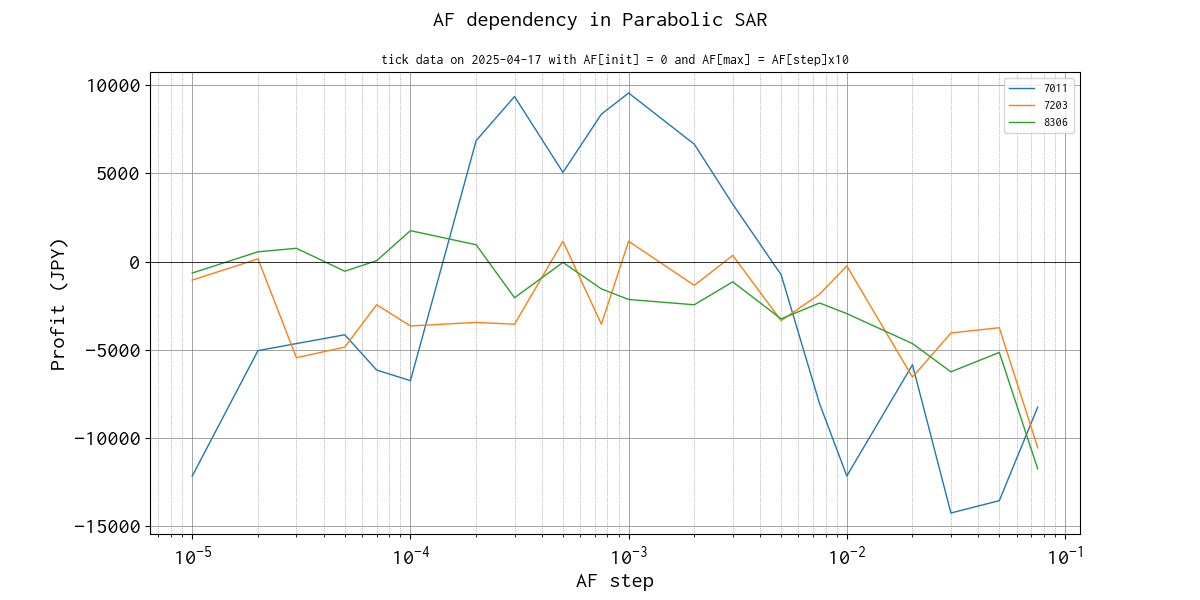 AF dependency in Parabolic SAR
tick data on 2025-04-17 with AF[init] = 0 and AF[max] = AF[step]x10
7011
7203
8306
10000
5000
0
−5000
−10000
−15000
Profit (JPY)
10⁻⁵ 10⁻⁴ 10⁻³ 10⁻² 10⁻¹
AF step